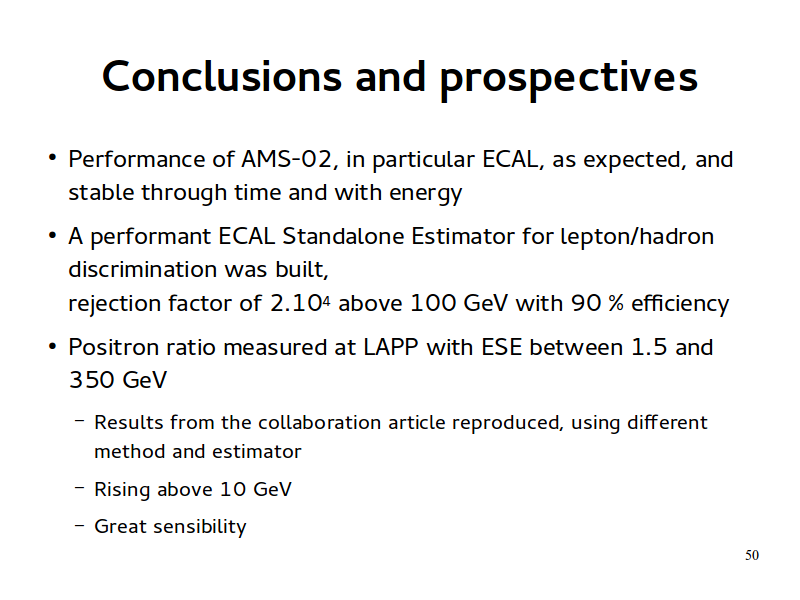 Conclusions and prospectives
• Performance of AMS-02, in particular ECAL, as expected, and
stable through time and with energy
• A performant ECAL Standalone Estimator for lepton/hadron
discrimination was built,
rejection factor of 2.10⁴ above 100 GeV with 90 % efficiency
• Positron ratio measured at LAPP with ESE between 1.5 and
350 GeV
– Results from the collaboration article reproduced, using different
method and estimator
– Rising above 10 GeV
– Great sensibility
50